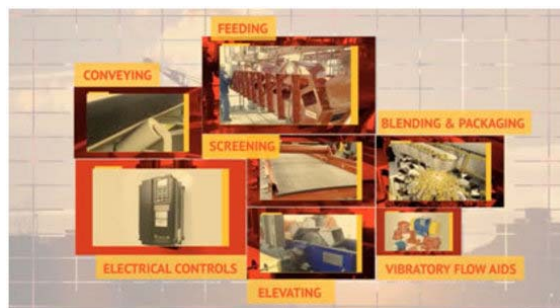 FEEDING
CONVEYING
BLENDING & PACKAGING
SCREENING
ELECTRICAL CONTROLS
VIBRATORY FLOW AIDS
ELEVATING